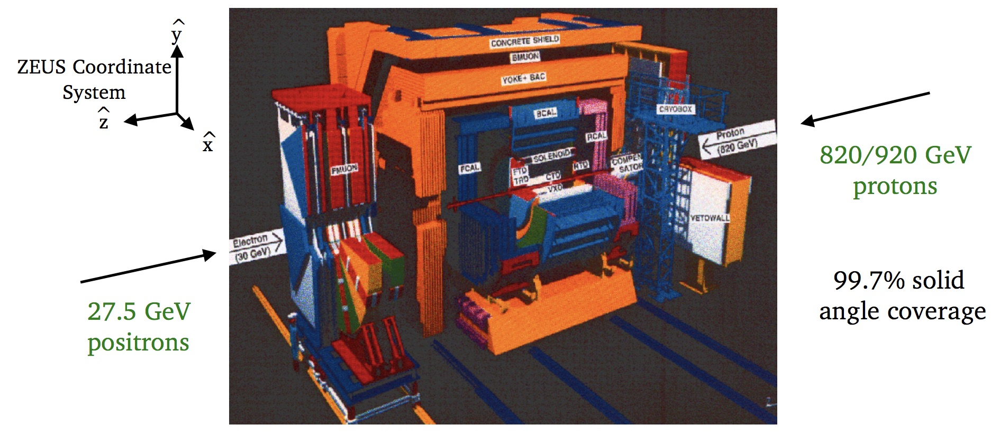 ^
y
ZEUS Coordinate
System
^
z
^
x
CONCRETE SHIELD
BMUON
YOKE+ BAC
CRYOBOX
BCAL
RCAL
Proton
(820 GeV)
SOLENOID
FMUON
FCAL
FTD
TRD
CTD
VXD
RTD
COMPEN
SATOR
VETOWALL
Electron
(30 GeV)
820/920 GeV
protons
27.5 GeV
positrons
99.7% solid
angle coverage